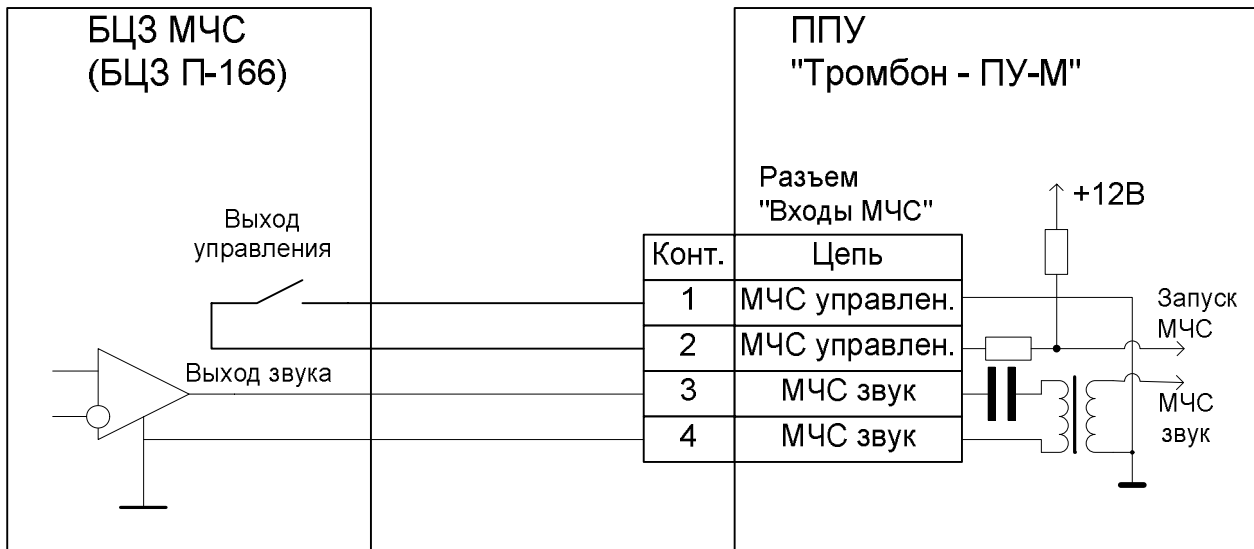 БЦЗ МЧС
(БЦЗ П-166)
ППУ
"Тромбон - ПУ-М"
Разъем
"Входы МЧС"
+12В
Выход
управления
Конт.
Цепь
1
МЧС управлен.
Запуск
МЧС
2
МЧС управлен.
Выход звука
3
МЧС звук
МЧС
звук
4
МЧС звук